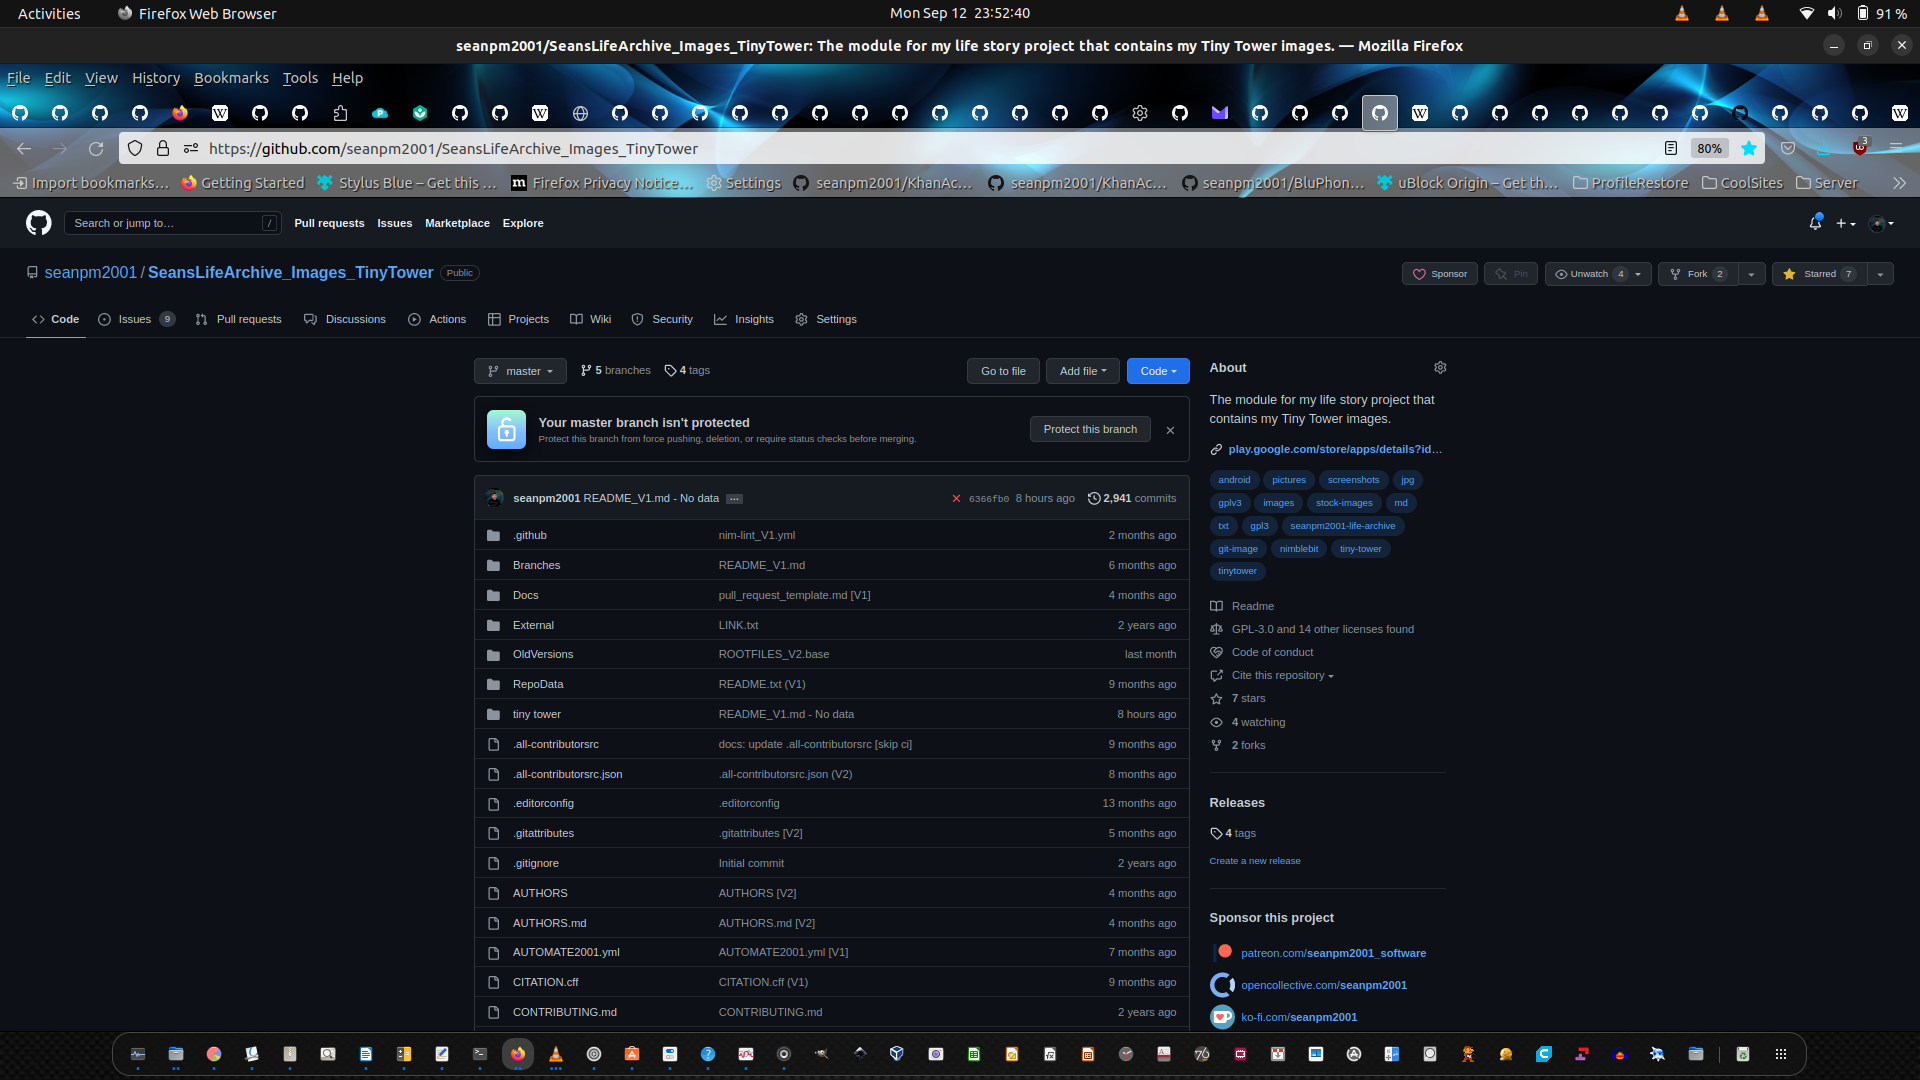 Activities
Firefox Web Browser
Mon Sep 12 23:52:40
91 %
seanpm2001/SeansLifeArchive_Images_TinyTower: The module for my life story project that contains my Tiny Tower images. — Mozilla Firefox
File Edit View History Bookmarks Tools Help
https://github.com/seanpm2001/SeansLifeArchive_Images_TinyTower
80%
3
Import bookmarks…
Getting Started
Stylus Blue – Get this …
Firefox Privacy Notice…
Settings
seanpm2001/KhanAc…
seanpm2001/KhanAc…
seanpm2001/BluPhon…
uBlock Origin – Get th…
ProfileRestore
CoolSites
Server
Search or jump to…
/
Pull requests
Issues
Marketplace
Explore
seanpm2001 / SeansLifeArchive_Images_TinyTower
Public
Sponsor
Pin
Unwatch 4
Fork 2
Starred 7
Code
Issues 9
Pull requests
Discussions
Actions
Projects
Wiki
Security
Insights
Settings
master
5 branches
4 tags
Go to file
Add file
Code
Your master branch isn't protected
Protect this branch from force pushing, deletion, or require status checks before merging.
Protect this branch
seanpm2001 README_V1.md - No data …
6366fb0 8 hours ago
2,941 commits
.github nim-lint_V1.yml 2 months ago
Branches README_V1.md 6 months ago
Docs pull_request_template.md [V1] 4 months ago
External LINK.txt 2 years ago
OldVersions ROOTFILES_V2.base last month
RepoData README.txt (V1) 9 months ago
tiny tower README_V1.md - No data 8 hours ago
.all-contributorsrc docs: update .all-contributorsrc [skip ci] 9 months ago
.all-contributorsrc.json .all-contributorsrc.json (V2) 8 months ago
.editorconfig .editorconfig 13 months ago
.gitattributes .gitattributes [V2] 5 months ago
.gitignore Initial commit 2 years ago
AUTHORS AUTHORS [V2] 4 months ago
AUTHORS.md AUTHORS.md [V2] 4 months ago
AUTOMATE2001.yml AUTOMATE2001.yml [V1] 7 months ago
CITATION.cff CITATION.cff (V1) 9 months ago
CONTRIBUTING.md CONTRIBUTING.md 2 years ago
About
The module for my life story project that
contains my Tiny Tower images.
play.google.com/store/apps/details?id…
android pictures screenshots jpg
gplv3 images stock-images md
txt gpl3 seanpm2001-life-archive
git-image nimblebit tiny-tower
tinytower
Readme
GPL-3.0 and 14 other licenses found
Code of conduct
Cite this repository
7 stars
4 watching
2 forks
Releases
4 tags
Create a new release
Sponsor this project
patreon.com/seanpm2001_software
opencollective.com/seanpm2001
ko-fi.com/seanpm2001